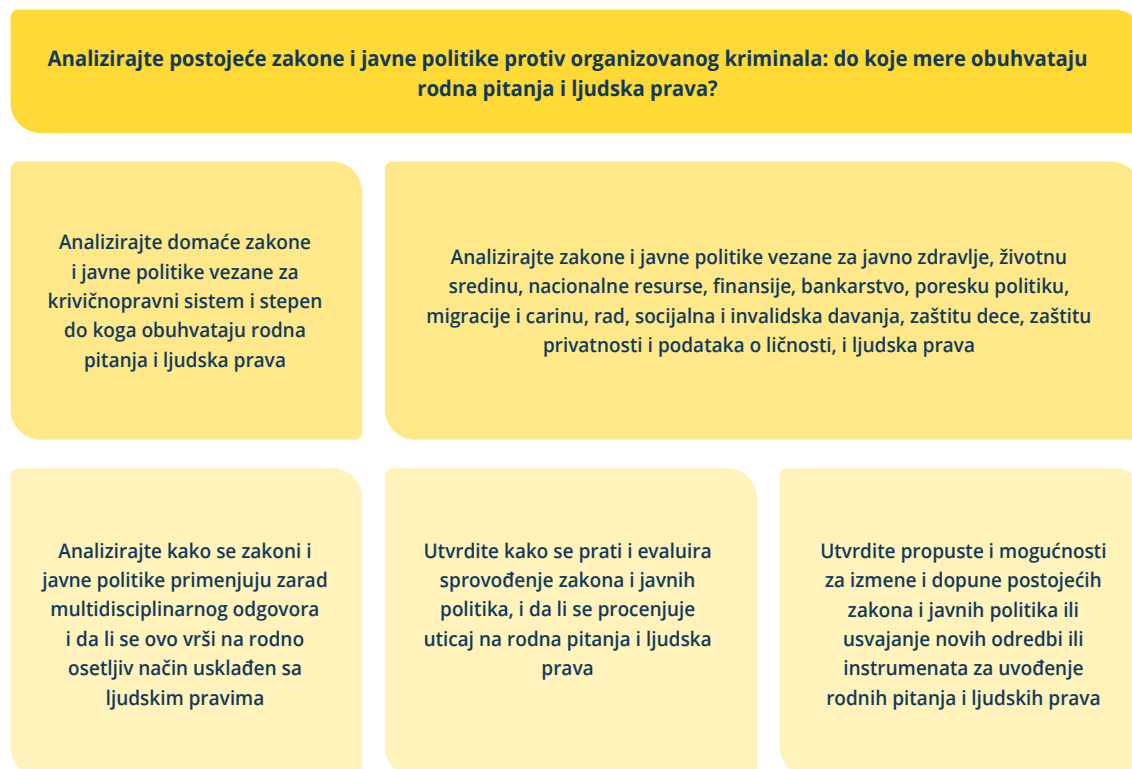 Analizirajte postojeće zakone i javne politike protiv organizovanog kriminala: do koje mere obuhvataju
rodna pitanja i ljudska prava?
Analizirajte domaće zakone
i javne politike vezane za
krivičnopravni sistem i stepen
do koga obuhvataju rodna
pitanja i ljudska prava
Analizirajte zakone i javne politike vezane za javno zdravlje, životnu
sredinu, nacionalne resurse, finansije, bankarstvo, poresku politiku,
migracije i carinu, rad, socijalna i invalidska davanja, zaštitu dece, zaštitu
privatnosti i podataka o ličnosti, i ljudska prava
Analizirajte kako se zakoni i
javne politike primenjuju zarad
multidisciplinarnog odgovora
i da li se ovo vrši na rodno
osetljiv način usklađen sa
ljudskim pravima
Utvrdite kako se prati i evaluira
sprovođenje zakona i javnih
politika, i da li se procenjuje
uticaj na rodna pitanja i ljudska
prava
Utvrdite propuste i mogućnosti
za izmene i dopune postojećih
zakona i javnih politika ili
usvajanje novih odredbi ili
instrumenata za uvođenje
rodnih pitanja i ljudskih prava